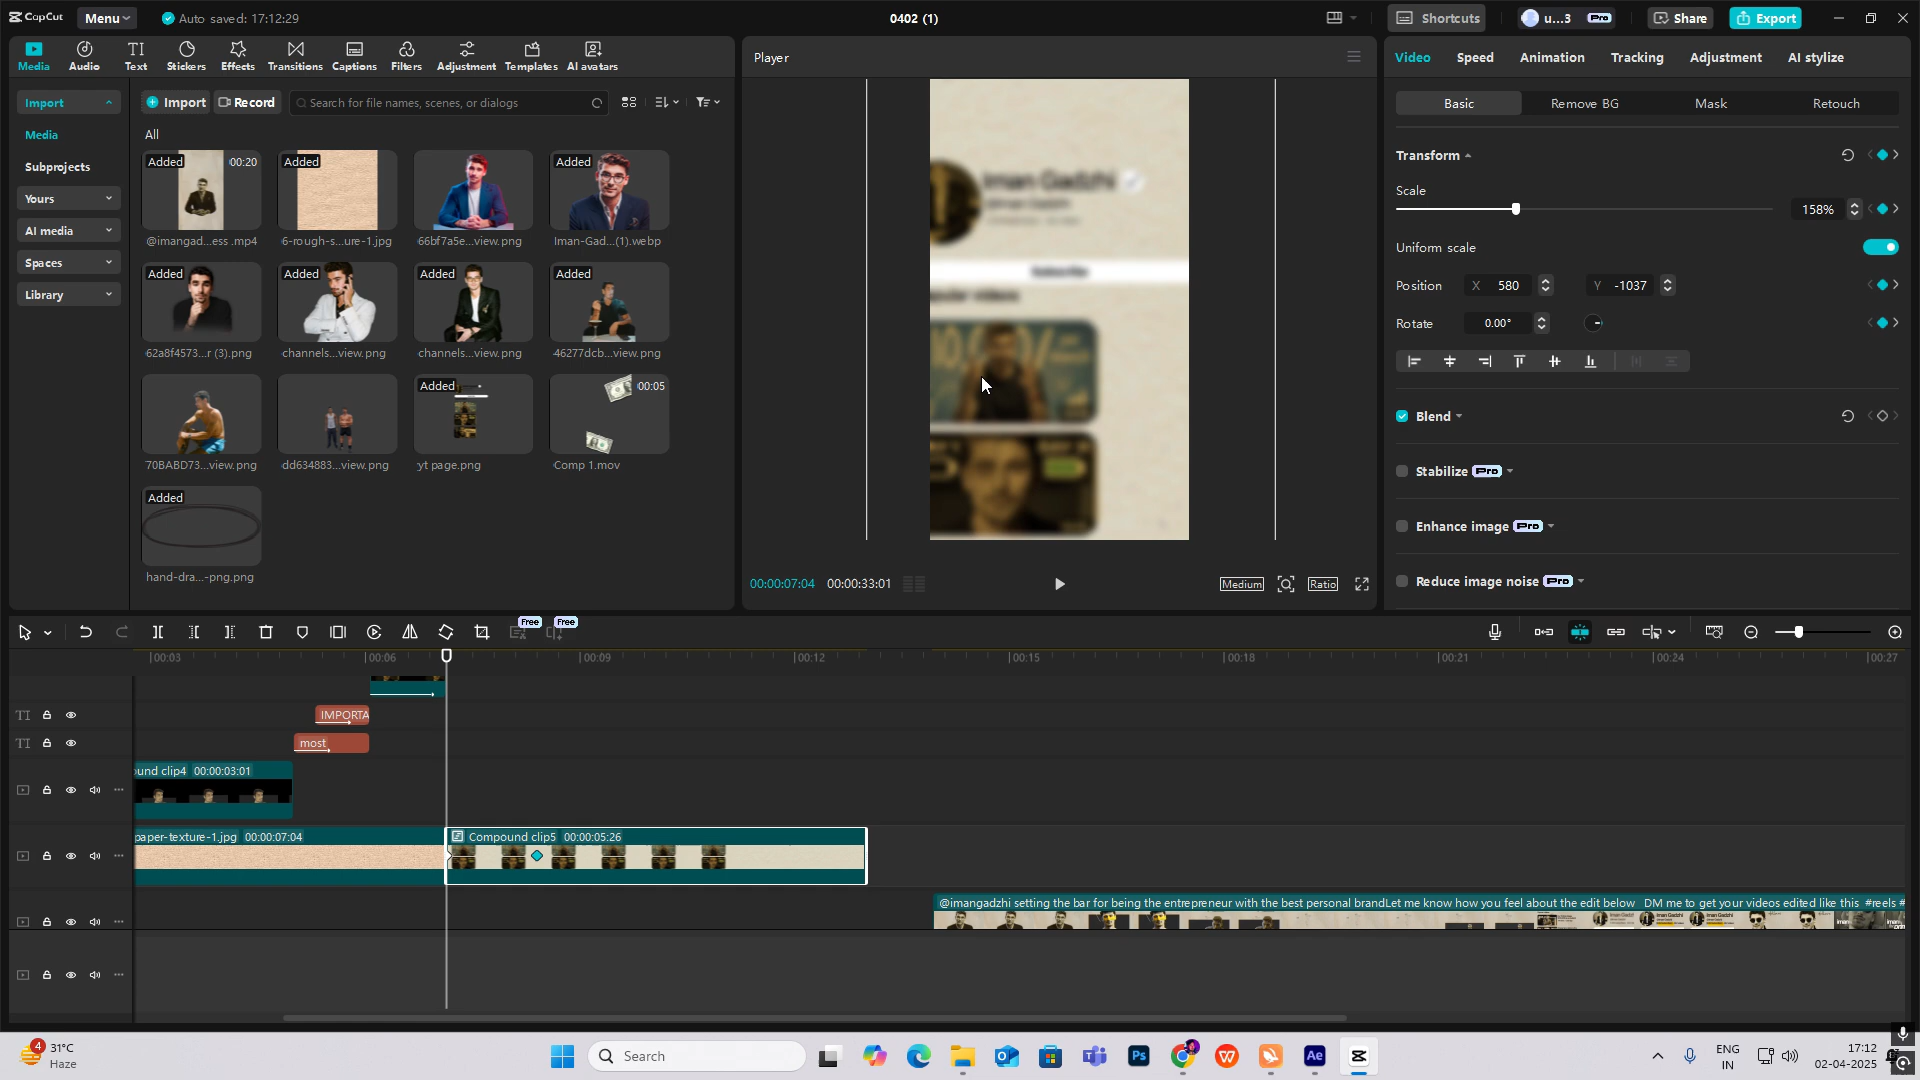 CapCut
Menu
Auto saved: 17:12:29
0402 (1)
Shortcuts
u...3
Pro
Share
Export
Media
Audio
Text
Stickers
Effects
Transitions
Captions
Filters
Adjustment
Templates
AI avatars
Import
Media
Subprojects
Yours
AI media
Spaces
Library
Import
Record
Search for file names, scenes, or dialogs
All
Added 00:20
Added
Added
@imangad...ess .mp4
6-rough-s...ure-1.jpg
66bf7a5e...view.png
Iman-Gad...(1).webp
Added
Added
Added
Added
62a8f4573...r (3).png
channels...view.png
channels...view.png
46277dcb...view.png
Added
00:05
70BABD73...view.png
dd634883...view.png
yt page.png
Comp 1.mov
Added
hand-dra...-png.png
Player
Iman Gadzhi
Subscribe
00:00:07:04
00:00:33:01
Medium
Ratio
Video
Speed
Animation
Tracking
Adjustment
AI stylize
Basic
Remove BG
Mask
Retouch
Transform
Scale
158%
Uniform scale
Position
X 580
Y -1037
Rotate
0.00°
Blend
Stabilize Pro
Enhance image Pro
Reduce image noise Pro
Free
Free
00:03
00:06
00:09
00:12
00:15
00:18
00:21
00:24
00:27
TI
IMPORTA
TI
most
und clip4 00:00:03:01
paper-texture-1.jpg 00:00:07:04
Compound clip5 00:00:05:26
@imangadzhi setting the bar for being the entrepreneur with the best personal brandLet me know how you feel about the edit below DM me to get your videos edited like this #reels #
4
31°C
Haze
Search
Ps
Ae
ENG
IN
17:12
02-04-2025